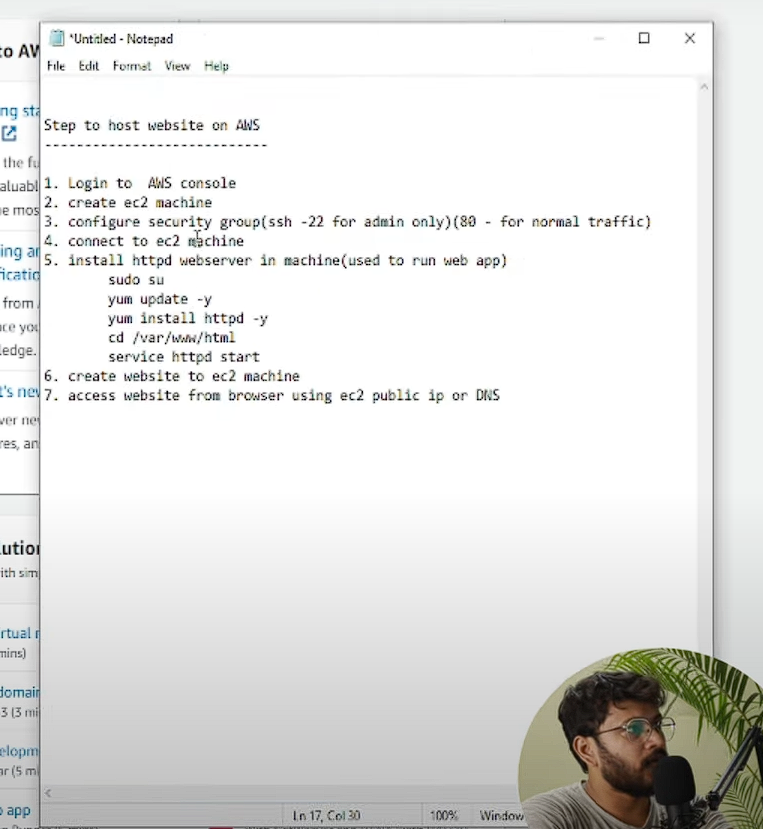 *Untitled - Notepad
File Edit Format View Help
Step to host website on AWS
----------------------------
1. Login to  AWS console
2. create ec2 machine
3. configure security group(ssh -22 for admin only)(80 - for normal traffic)
4. connect to ec2 machine
5. install httpd webserver in machine(used to run web app)
sudo su
yum update -y
yum install httpd -y
cd /var/www/html
service httpd start
6. create website to ec2 machine
7. access website from browser using ec2 public ip or DNS
Ln 17, Col 30 100% Window
to AW
ng sta
the fu
aluabl
e mos
ing an
ficatio
from
ce you
ledge.
t's new
ver new
res, an
lution
ith sim
rtual
mins)
domain
3 (3 mi
elopm
ar (5 mi
app